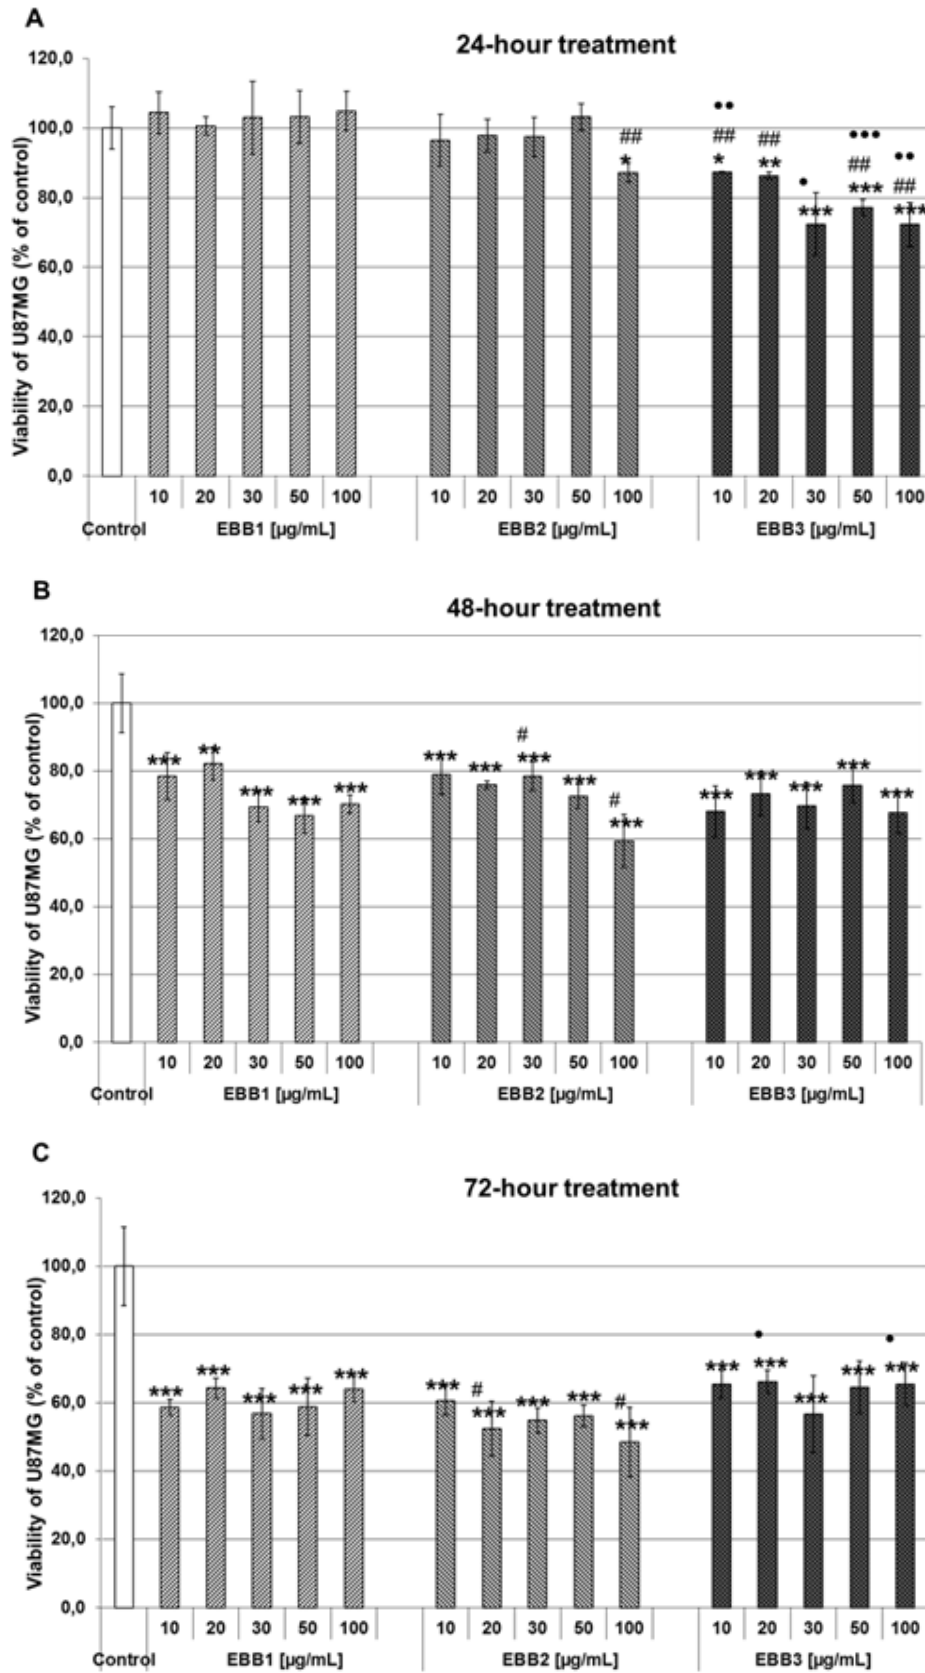 A
24-hour treatment
Viability of U87MG (% of control)
120,0
100,0
80,0
60,0
40,0
20,0
0,0
•• ## *
## **
• ***
••• ## ***
•• ## ***
## *
10 20 30 50 100 10 20 30 50 100 10 20 30 50 100
Control EBB1 [µg/mL] EBB2 [µg/mL] EBB3 [µg/mL]
B
48-hour treatment
Viability of U87MG (% of control)
120,0
100,0
80,0
60,0
40,0
20,0
0,0
*** ** *** *** ***
*** *** # *** *** # ***
*** *** *** *** ***
10 20 30 50 100 10 20 30 50 100 10 20 30 50 100
Control EBB1 [µg/mL] EBB2 [µg/mL] EBB3 [µg/mL]
C
72-hour treatment
Viability of U87MG (% of control)
120,0
100,0
80,0
60,0
40,0
20,0
0,0
*** *** *** *** ***
*** # *** *** *** # ***
*** • *** *** *** • ***
10 20 30 50 100 10 20 30 50 100 10 20 30 50 100
Control EBB1 [µg/mL] EBB2 [µg/mL] EBB3 [µg/mL]